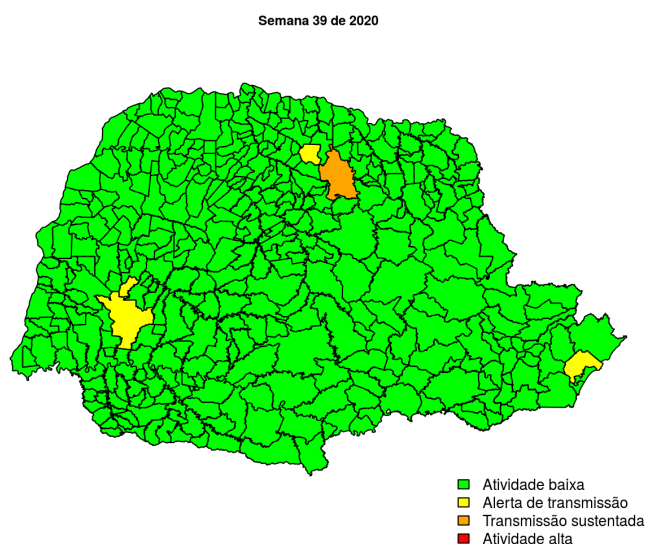 Semana 39 de 2020
Atividade baixa
Alerta de transmissão
Transmissão sustentada
Atividade alta